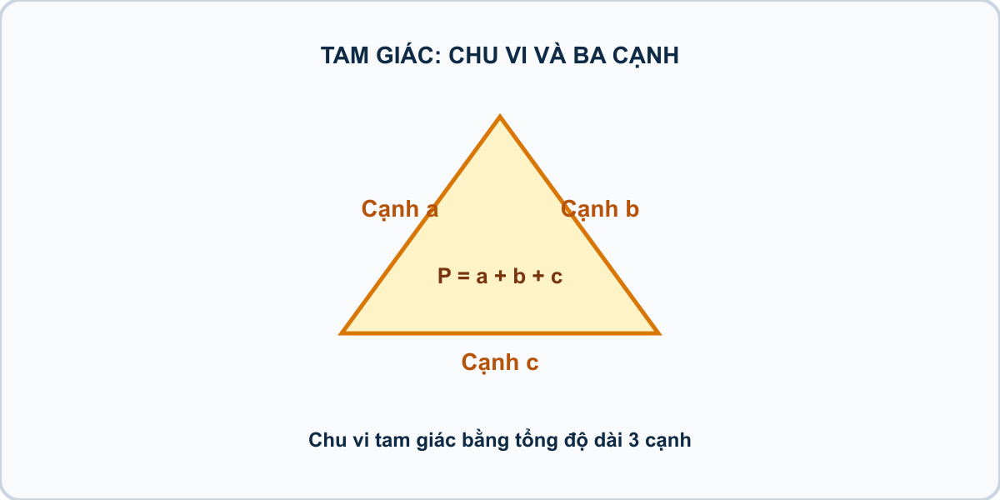 TAM GIÁC: CHU VI VÀ BA CẠNH
Cạnh a
Cạnh b
P = a + b + c
Cạnh c
Chu vi tam giác bằng tổng độ dài 3 cạnh